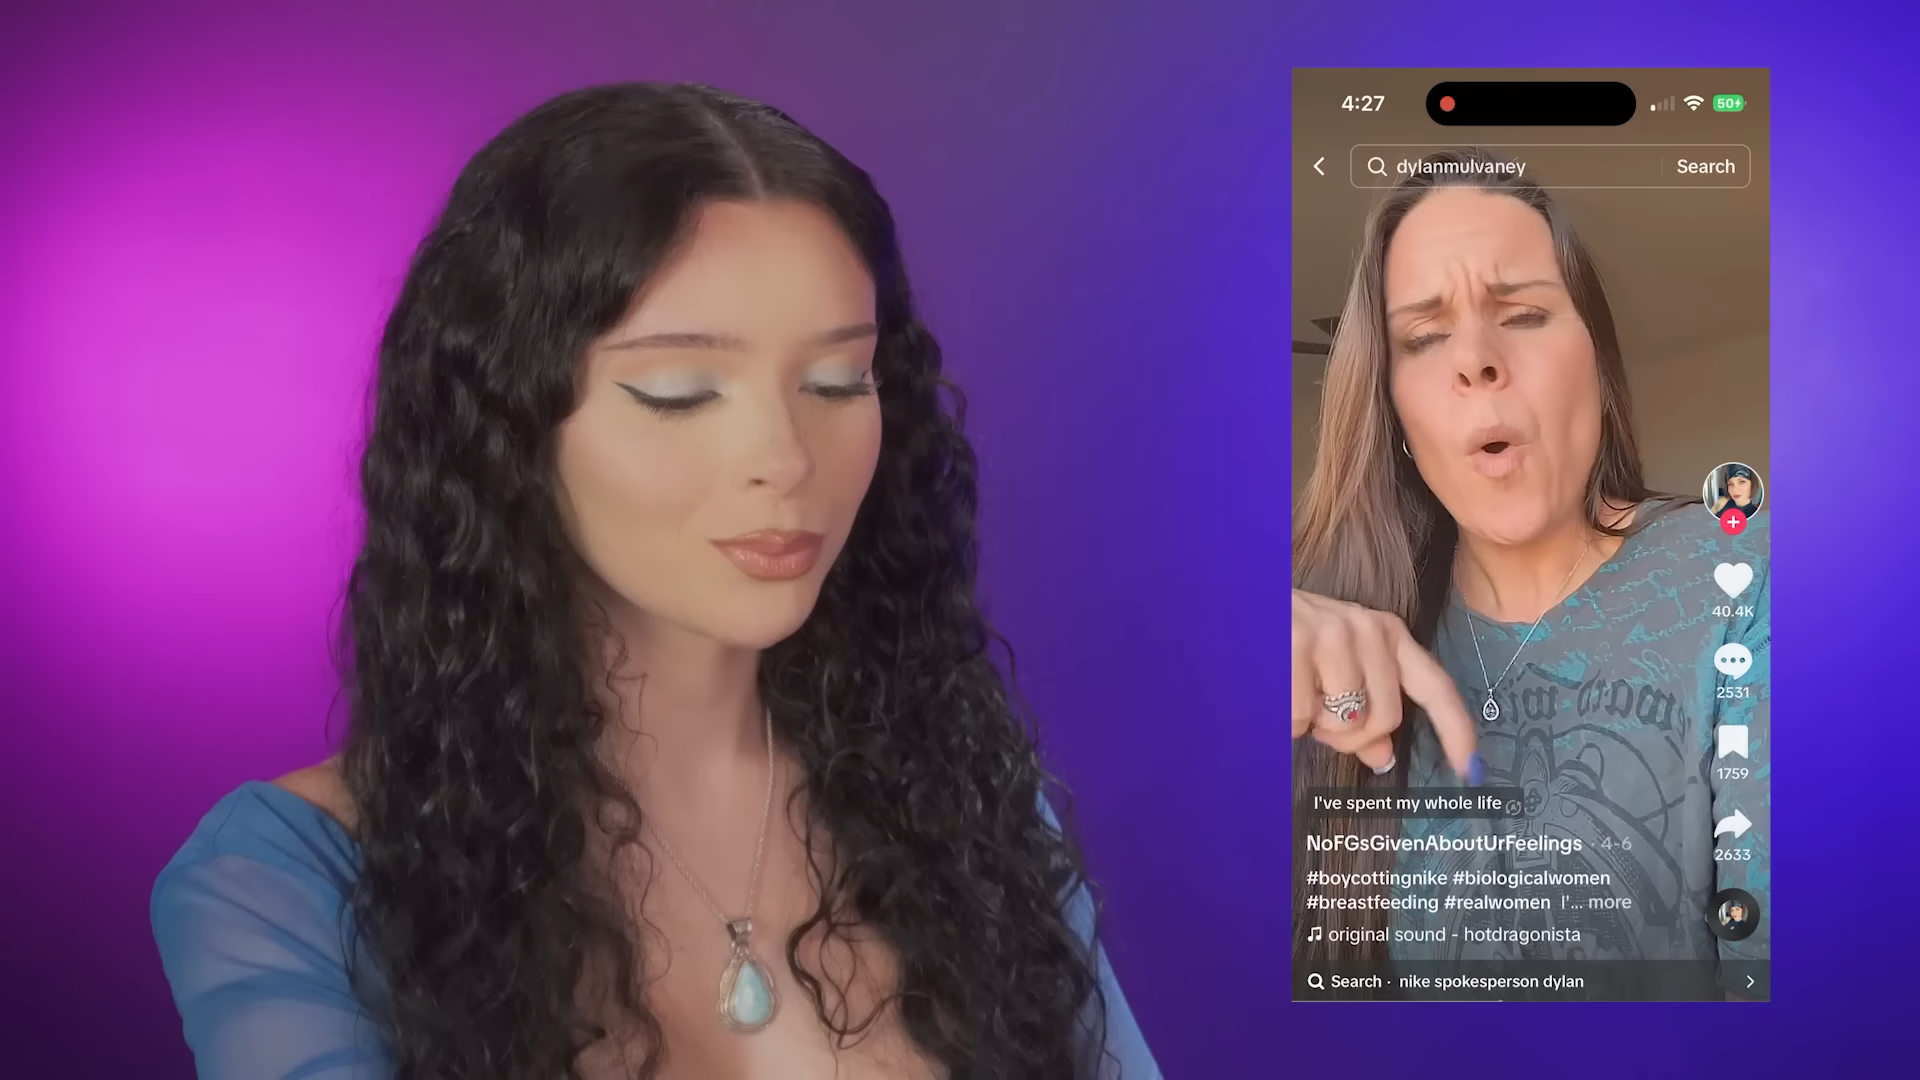 4:27
50
dylanmulvaney
Search
40.4K
2531
1759
2633
I've spent my whole life
NoFGsGivenAboutUrFeelings · 4-6
#boycottingnike #biologicalwomen
#breastfeeding #realwomen I'... more
original sound - hotdragonista
Search · nike spokesperson dylan